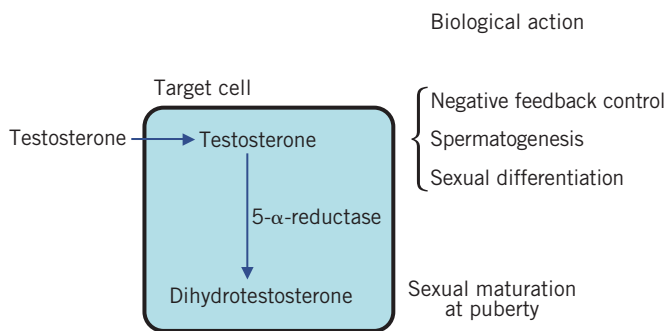 Biological action
Target cell
Negative feedback control
Testosterone
Testosterone
Spermatogenesis
Sexual differentiation
5-α-reductase
Dihydrotestosterone
Sexual maturation
at puberty